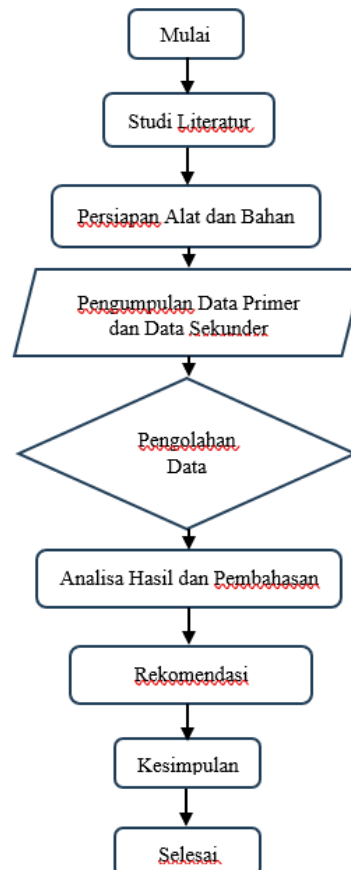 Mulai
Studi Literatur
Persiapan Alat dan Bahan
Pengumpulan Data Primer
dan Data Sekunder
Pengolahan
Data
Analisa Hasil dan Pembahasan
Rekomendasi
Kesimpulan
Selesai